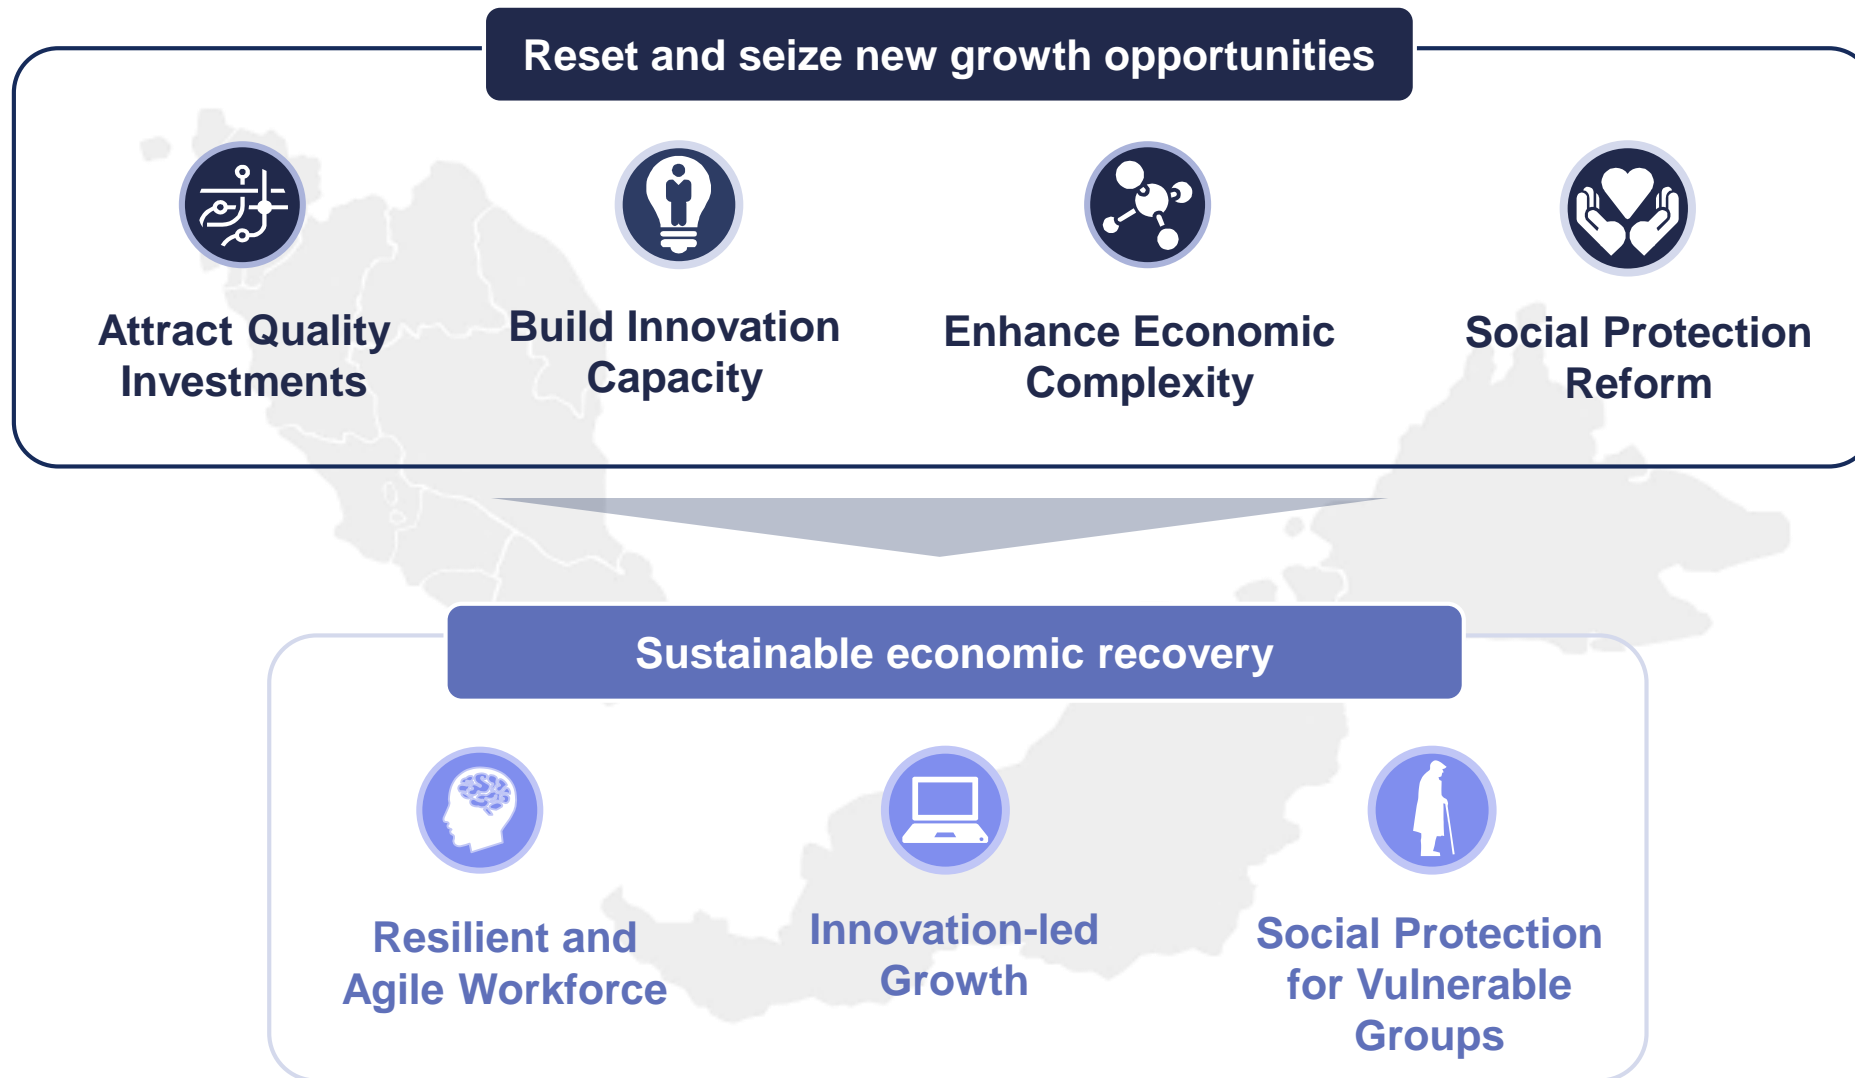 Reset and seize new growth opportunities
Attract Quality
Investments
Build Innovation
Capacity
Enhance Economic
Complexity
Social Protection
Reform
Sustainable economic recovery
Resilient and
Agile Workforce
Innovation-led
Growth
Social Protection
for Vulnerable
Groups